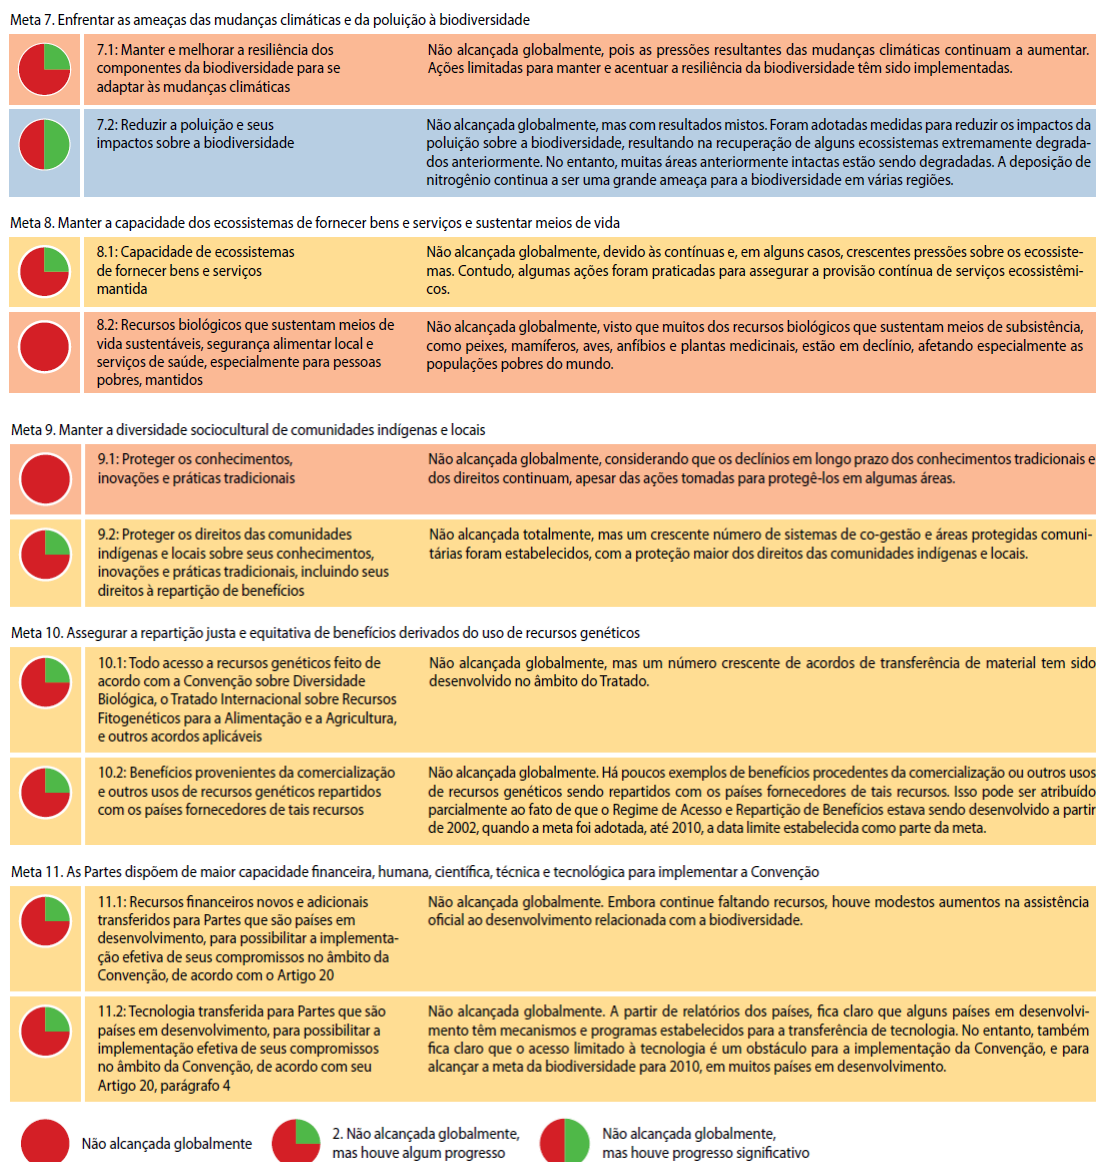 Meta 7. Enfrentar as ameaças das mudanças climáticas e da poluição à biodiversidade
7.1: Manter e melhorar a resiliência dos
componentes da biodiversidade para se
adaptar às mudanças climáticas
Não alcançada globalmente, pois as pressões resultantes das mudanças climáticas continuam a aumentar.
Ações limitadas para manter e acentuar a resiliência da biodiversidade têm sido implementadas.
7.2: Reduzir a poluição e seus
impactos sobre a biodiversidade
Não alcançada globalmente, mas com resultados mistos. Foram adotadas medidas para reduzir os impactos da
poluição sobre a biodiversidade, resultando na recuperação de alguns ecossistemas extremamente degrada-
dos anteriormente. No entanto, muitas áreas anteriormente intactas estão sendo degradadas. A deposição de
nitrogênio continua a ser uma grande ameaça para a biodiversidade em várias regiões.
Meta 8. Manter a capacidade dos ecossistemas de fornecer bens e serviços e sustentar meios de vida
8.1: Capacidade de ecossistemas
de fornecer bens e serviços
mantida
Não alcançada globalmente, devido às contínuas e, em alguns casos, crescentes pressões sobre os ecossiste-
mas. Contudo, algumas ações foram praticadas para assegurar a provisão contínua de serviços ecossistêmi-
cos.
8.2: Recursos biológicos que sustentam meios de
vida sustentáveis, segurança alimentar local e
serviços de saúde, especialmente para pessoas
pobres, mantidos
Não alcançada globalmente, visto que muitos dos recursos biológicos que sustentam meios de subsistência,
como peixes, mamíferos, aves, anfíbios e plantas medicinais, estão em declínio, afetando especialmente as
populações pobres do mundo.
Meta 9. Manter a diversidade sociocultural de comunidades indígenas e locais
9.1: Proteger os conhecimentos,
inovações e práticas tradicionais
Não alcançada globalmente, considerando que os declínios em longo prazo dos conhecimentos tradicionais e
dos direitos continuam, apesar das ações tomadas para protegê-los em algumas áreas.
9.2: Proteger os direitos das comunidades
indígenas e locais sobre seus conhecimentos,
inovações e práticas tradicionais, incluindo seus
direitos à repartição de benefícios
Não alcançada totalmente, mas um crescente número de sistemas de co-gestão e áreas protegidas comuni-
tárias foram estabelecidos, com a proteção maior dos direitos das comunidades indígenas e locais.
Meta 10. Assegurar a repartição justa e equitativa de benefícios derivados do uso de recursos genéticos
10.1: Todo acesso a recursos genéticos feito de
acordo com a Convenção sobre Diversidade
Biológica, o Tratado Internacional sobre Recursos
Fitogenéticos para a Alimentação e a Agricultura,
e outros acordos aplicáveis
Não alcançada globalmente, mas um número crescente de acordos de transferência de material tem sido
desenvolvido no âmbito do Tratado.
10.2: Benefícios provenientes da comercialização
e outros usos de recursos genéticos repartidos
com os países fornecedores de tais recursos
Não alcançada globalmente. Há poucos exemplos de benefícios procedentes da comercialização ou outros usos
de recursos genéticos sendo repartidos com os países fornecedores de tais recursos. Isso pode ser atribuído
parcialmente ao fato de que o Regime de Acesso e Repartição de Benefícios estava sendo desenvolvido a partir
de 2002, quando a meta foi adotada, até 2010, a data limite estabelecida como parte da meta.
Meta 11. As Partes dispõem de maior capacidade financeira, humana, científica, técnica e tecnológica para implementar a Convenção
11.1: Recursos financeiros novos e adicionais
transferidos para Partes que são países em
desenvolvimento, para possibilitar a implementa-
ção efetiva de seus compromissos no âmbito da
Convenção, de acordo com o Artigo 20
Não alcançada globalmente. Embora continue faltando recursos, houve modestos aumentos na assistência
oficial ao desenvolvimento relacionada com a biodiversidade.
11.2: Tecnologia transferida para Partes que são
países em desenvolvimento, para possibilitar a
implementação efetiva de seus compromissos
no âmbito da Convenção, de acordo com seu
Artigo 20, parágrafo 4
Não alcançada globalmente. A partir de relatórios dos países, fica claro que alguns países em desenvolvi-
mento têm mecanismos e programas estabelecidos para a transferência de tecnologia. No entanto, também
fica claro que o acesso limitado à tecnologia é um obstáculo para a implementação da Convenção, e para
alcançar a meta da biodiversidade para 2010, em muitos países em desenvolvimento.
Não alcançada globalmente
2. Não alcançada globalmente,
mas houve algum progresso
Não alcançada globalmente,
mas houve progresso significativo